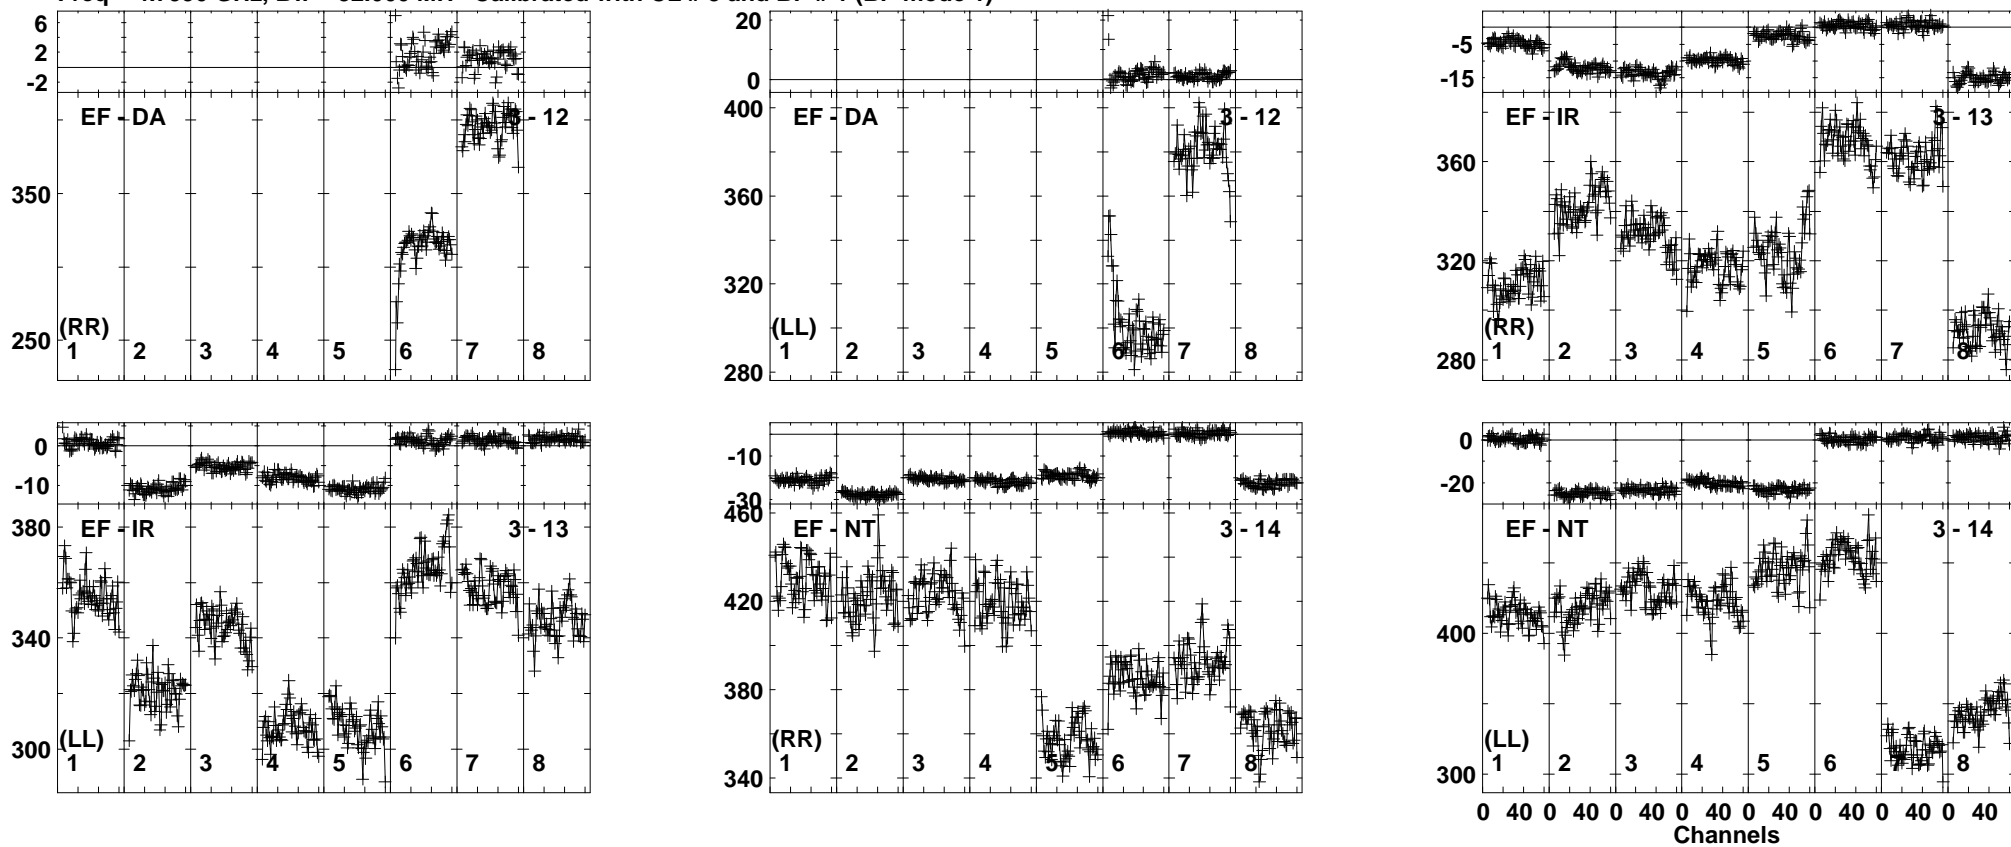 6
2
-2
EF - DA 3 - 12
350
250
(RR)
1 2 3 4 5 6 7 8
20
0
400
EF - DA 3 - 12
360
320
280
(LL)
1 2 3 4 5 6 7 8
-5
-15
EF - IR 3 - 13
360
320
280
(RR)
1 2 3 4 5 6 7 8
0
-10
380
EF - IR 3 - 13
340
300
(LL)
1 2 3 4 5 6 7 8
-10
-30
460
EF - NT 3 - 14
420
380
340
(RR)
1 2 3 4 5 6 7 8
0
-20
EF - NT 3 - 14
400
300
(LL)
1 2 3 4 5 6 7 8
0 40 0 40 0 40 0 40 0 40 0 40 0 40 0 40
Channels